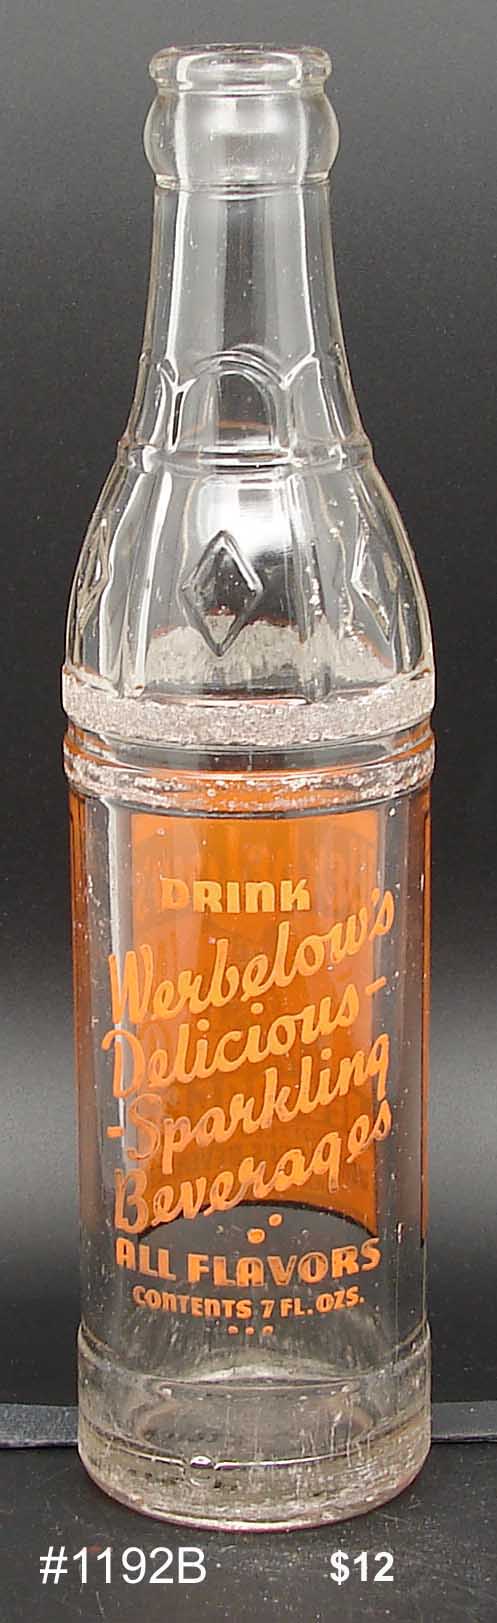 DRINK
Werbelow's
Delicious-
-Sparkling
Beverages
ALL FLAVORS
CONTENTS 7 FL. OZS.
#1192B $12